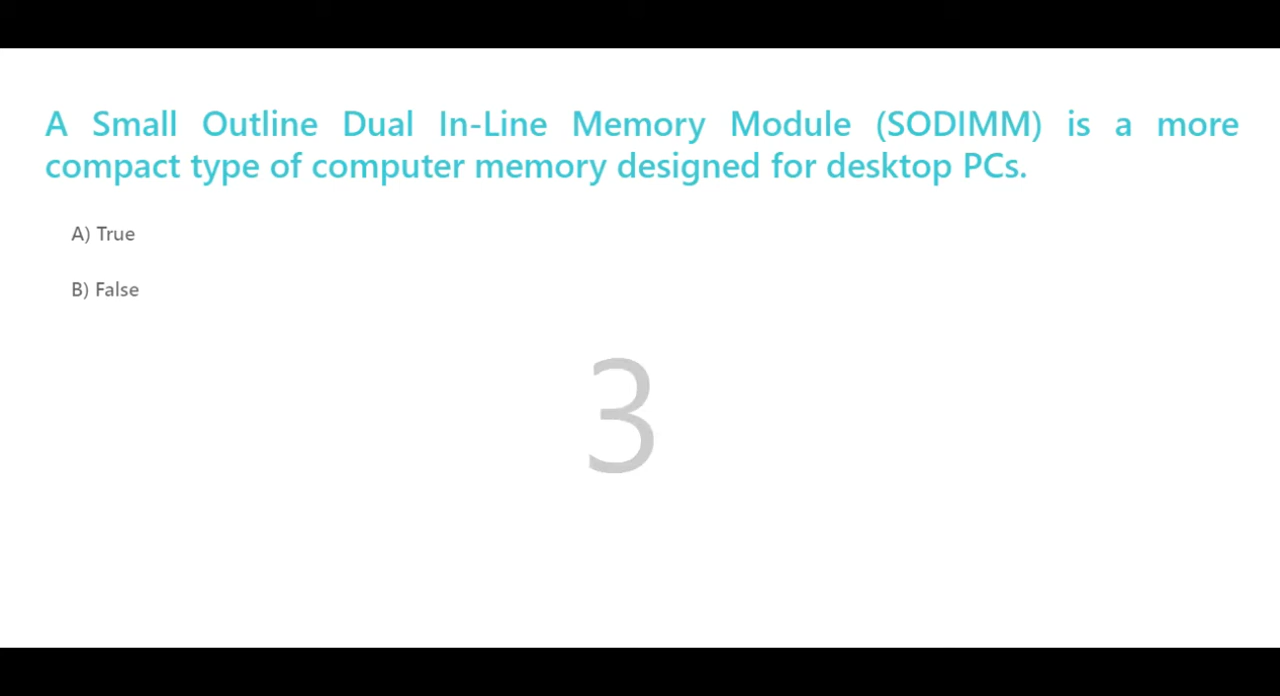 A Small Outline Dual In-Line Memory Module (SODIMM) is a more
compact type of computer memory designed for desktop PCs.
A) True
B) False
3